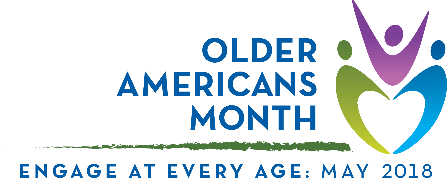 OLDER
AMERICANS
MONTH
ENGAGE AT EVERY AGE: MAY 2018